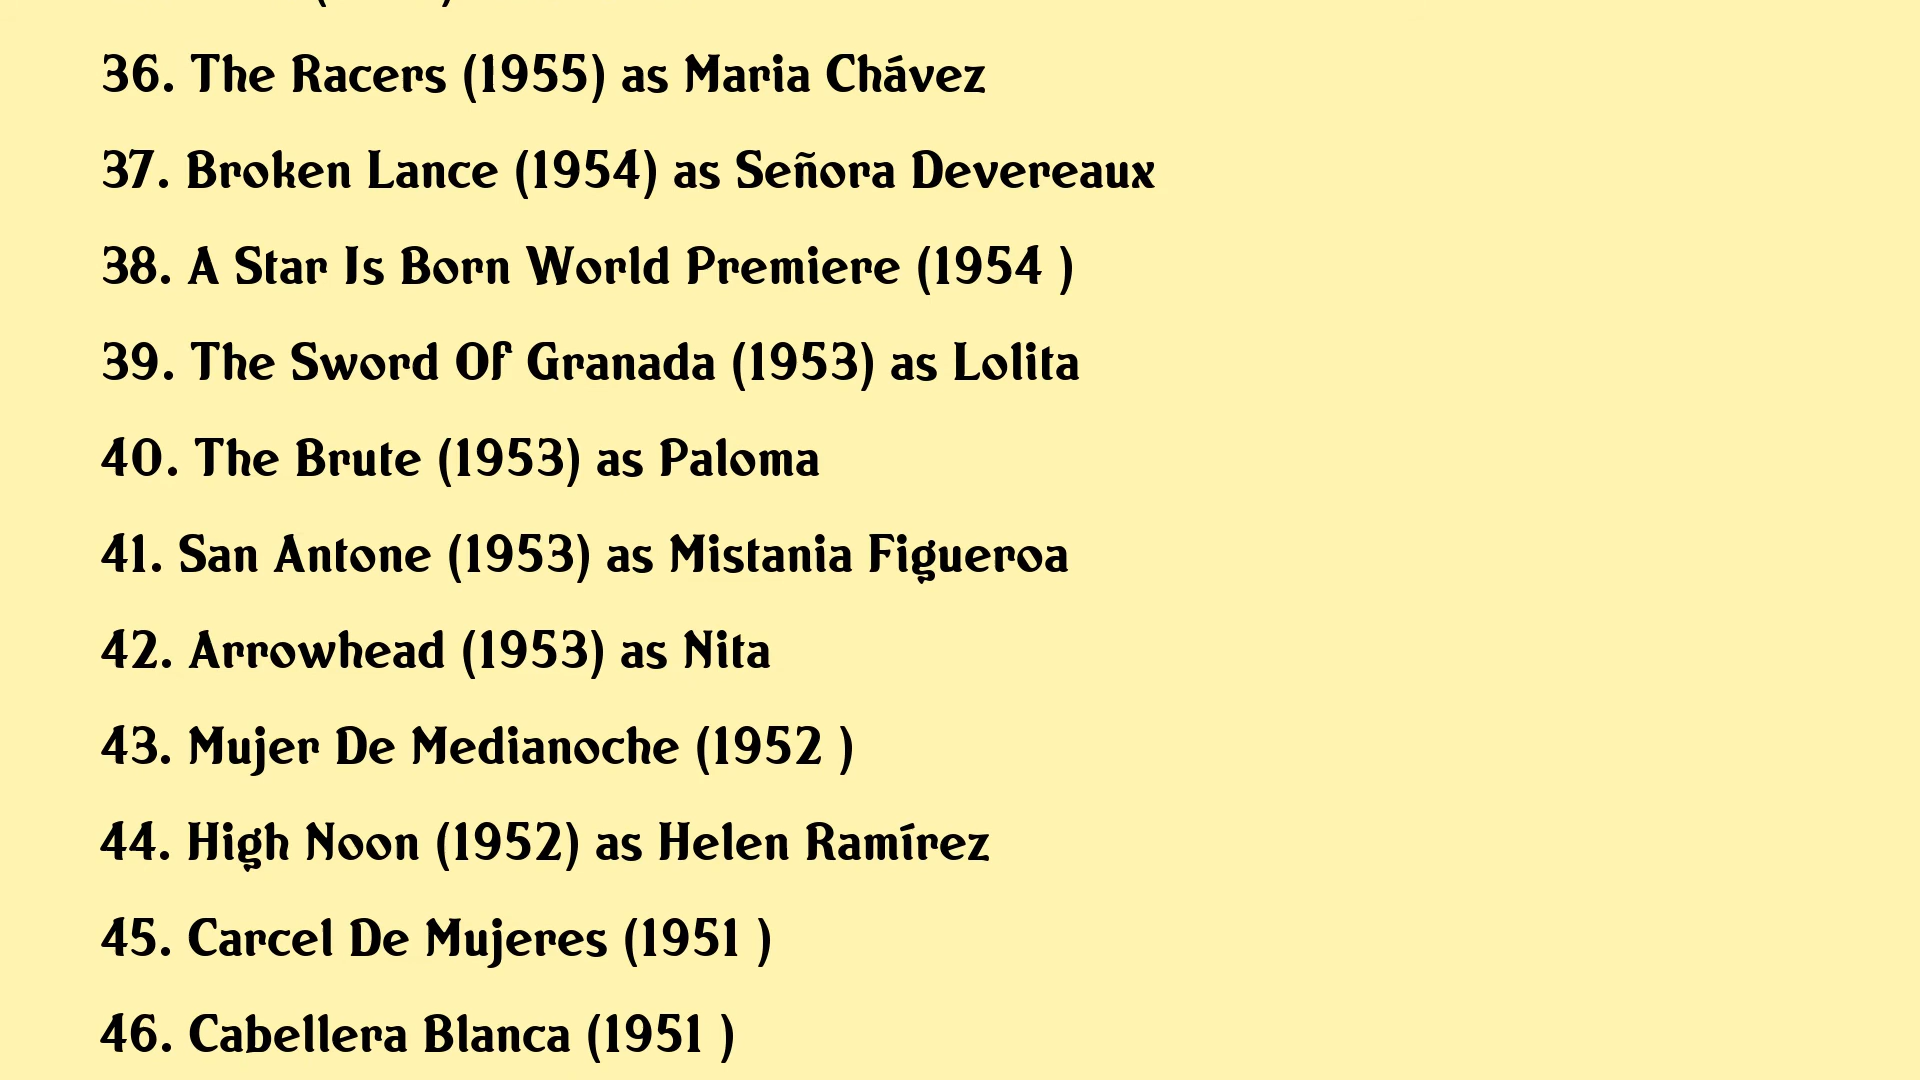 36. The Racers (1955) as Maria Chávez
37. Broken Lance (1954) as Señora Devereaux
38. A Star Is Born World Premiere (1954 )
39. The Sword Of Granada (1953) as Lolita
40. The Brute (1953) as Paloma
41. San Antone (1953) as Mistania Figueroa
42. Arrowhead (1953) as Nita
43. Mujer De Medianoche (1952 )
44. High Noon (1952) as Helen Ramírez
45. Carcel De Mujeres (1951 )
46. Cabellera Blanca (1951 )